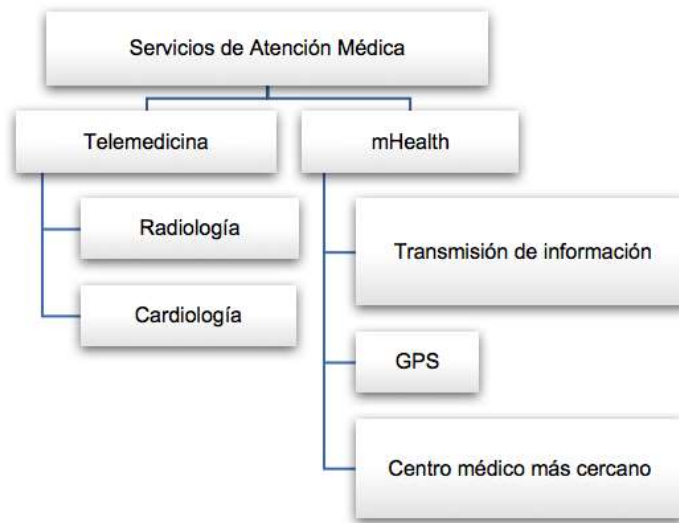 Servicios de Atención Médica
Telemedicina
mHealth
Radiología
Transmisión de información
Cardiología
GPS
Centro médico más cercano